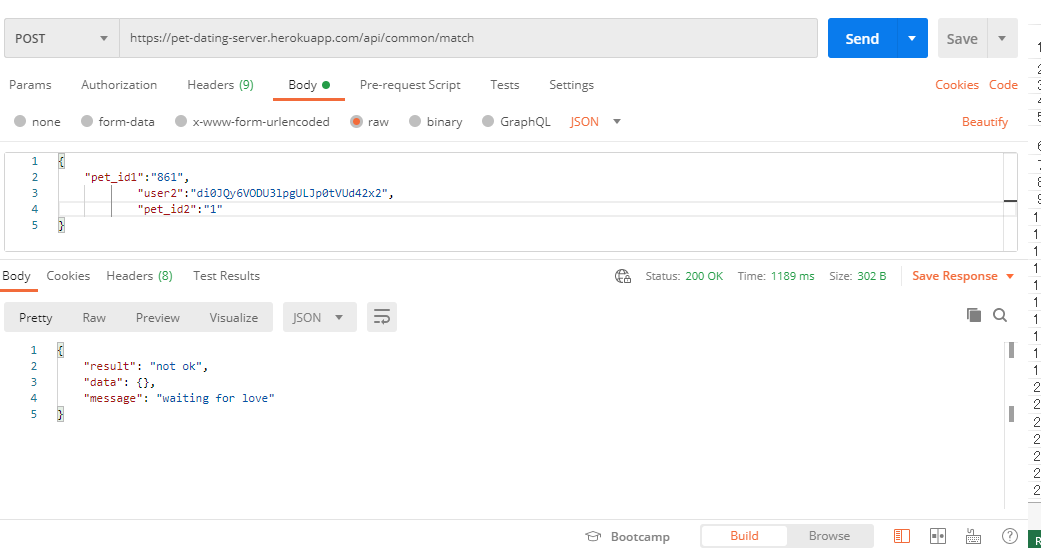 POST https://pet-dating-server.herokuapp.com/api/common/match Send Save
Params Authorization Headers (9) Body Pre-request Script Tests Settings Cookies Code
none form-data x-www-form-urlencoded raw binary GraphQL JSON Beautify
1 {
2 "pet_id1":"861",
3 "user2":"di0JQy6VODU3lpgULJp0tVUd42x2",
4 "pet_id2":"1"
5 }
Body Cookies Headers (8) Test Results Status: 200 OK Time: 1189 ms Size: 302 B Save Response
Pretty Raw Preview Visualize JSON
1 {
2 "result": "not ok",
3 "data": {},
4 "message": "waiting for love"
5 }
Bootcamp Build Browse